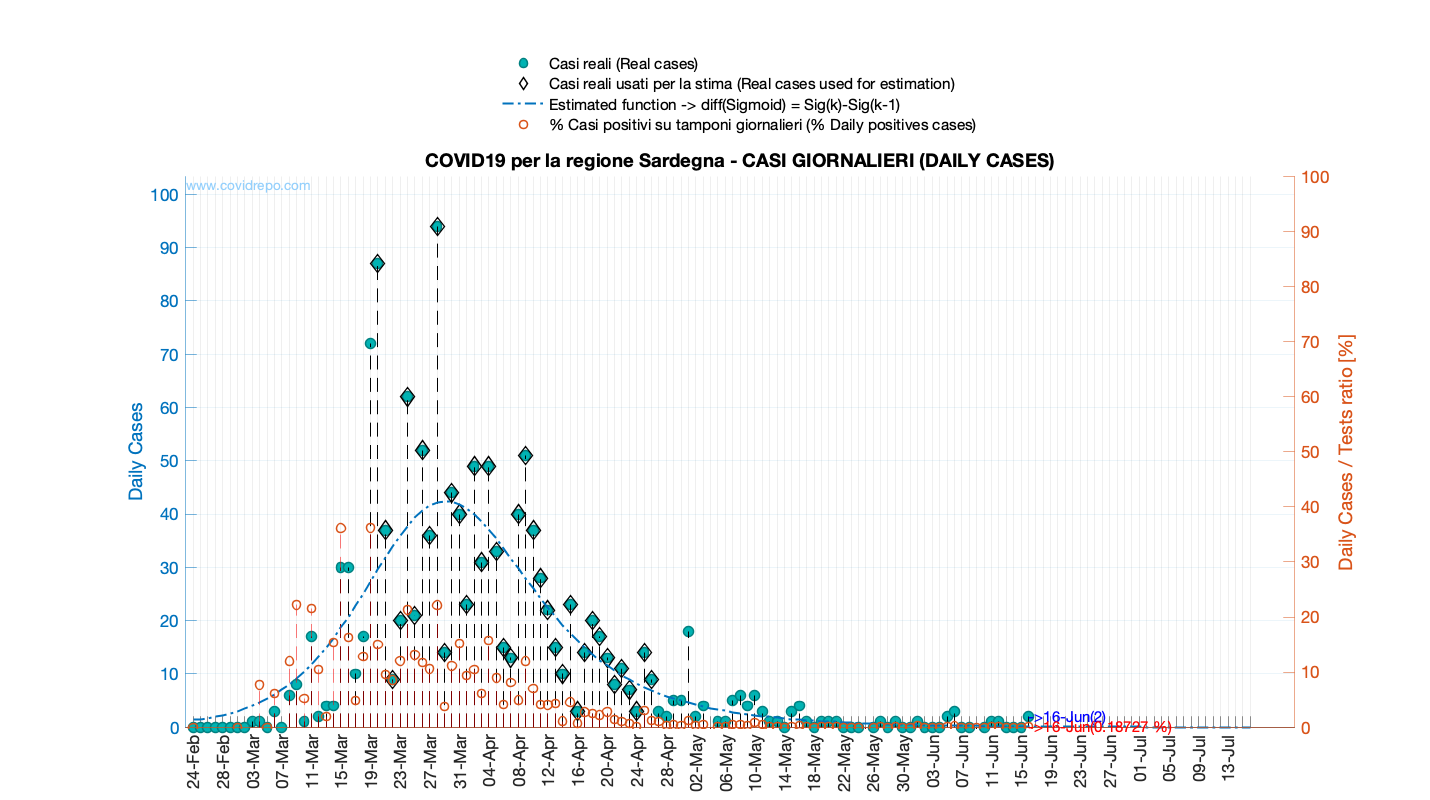 Casi reali (Real cases)
Casi reali usati per la stima (Real cases used for estimation)
Estimated function -> diff(Sigmoid) = Sig(k)-Sig(k-1)
% Casi positivi su tamponi giornalieri (% Daily positives cases)
COVID19 per la regione Sardegna - CASI GIORNALIERI (DAILY CASES)
www.covidrepo.com
100
90
80
70
60
50
40
30
20
10
0
Daily Cases
100
90
80
70
60
50
40
30
20
10
0
Daily Cases / Tests ratio [%]
->16-Jun(2)
->16-Jun(0.18727 %)
24-Feb
28-Feb
03-Mar
07-Mar
11-Mar
15-Mar
19-Mar
23-Mar
27-Mar
31-Mar
04-Apr
08-Apr
12-Apr
16-Apr
20-Apr
24-Apr
28-Apr
02-May
06-May
10-May
14-May
18-May
22-May
26-May
30-May
03-Jun
07-Jun
11-Jun
15-Jun
19-Jun
23-Jun
27-Jun
01-Jul
05-Jul
09-Jul
13-Jul